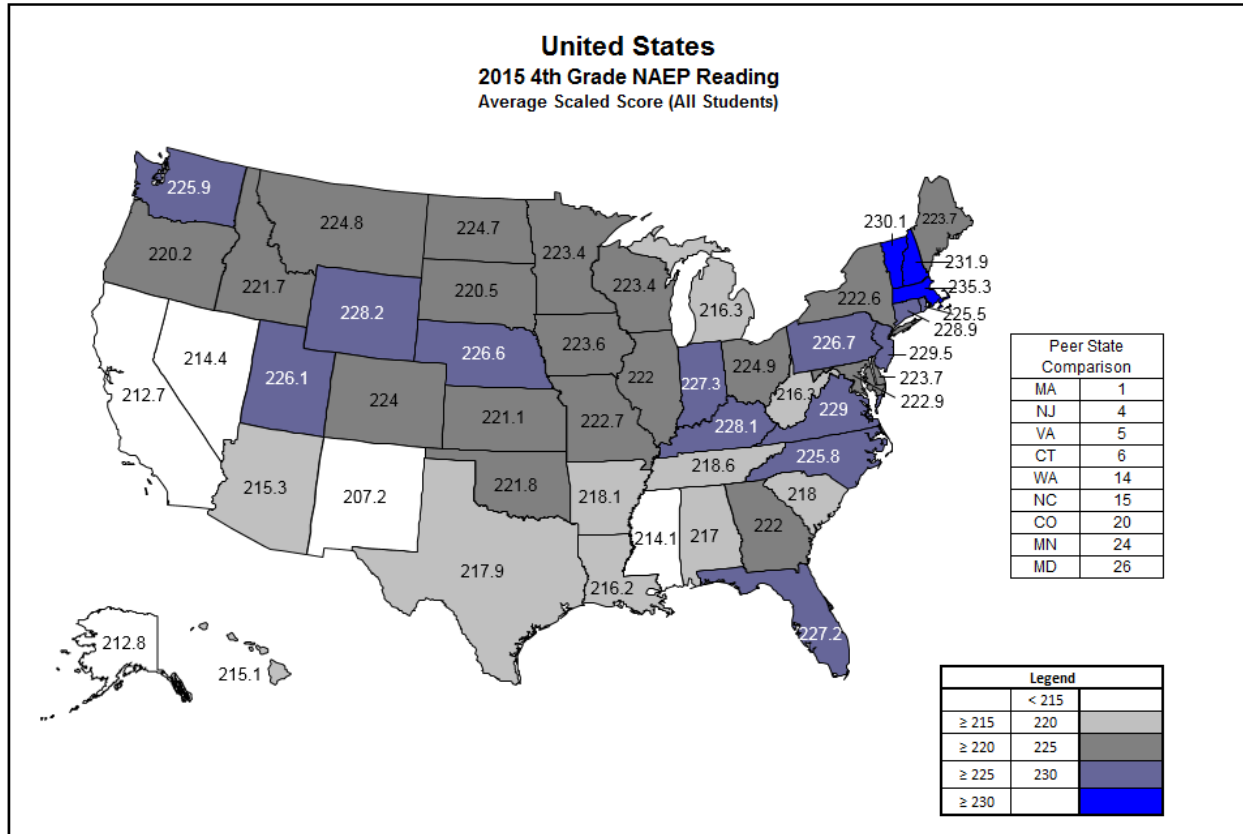 United States
2015 4th Grade NAEP Reading
Average Scaled Score (All Students)
225.9
224.8
224.7
223.4
230.1
223.7
220.2
221.7
220.5
223.4
216.3
222.6
231.9
235.3
225.5
228.9
228.2
226.6
223.6
226.7
229.5
214.4
226.1
224
222
227.3
224.9
216.3
229
223.7
222.9
212.7
221.1
222.7
228.1
225.8
218.6
215.3
207.2
221.8
218.1
218
214.1
217
222
217.9
216.2
227.2
212.8
215.1
Peer State
Comparison
MA 1
NJ 4
VA 5
CT 6
WA 14
NC 15
CO 20
MN 24
MD 26
Legend
< 215
≥ 215 220
≥ 220 225
≥ 225 230
≥ 230